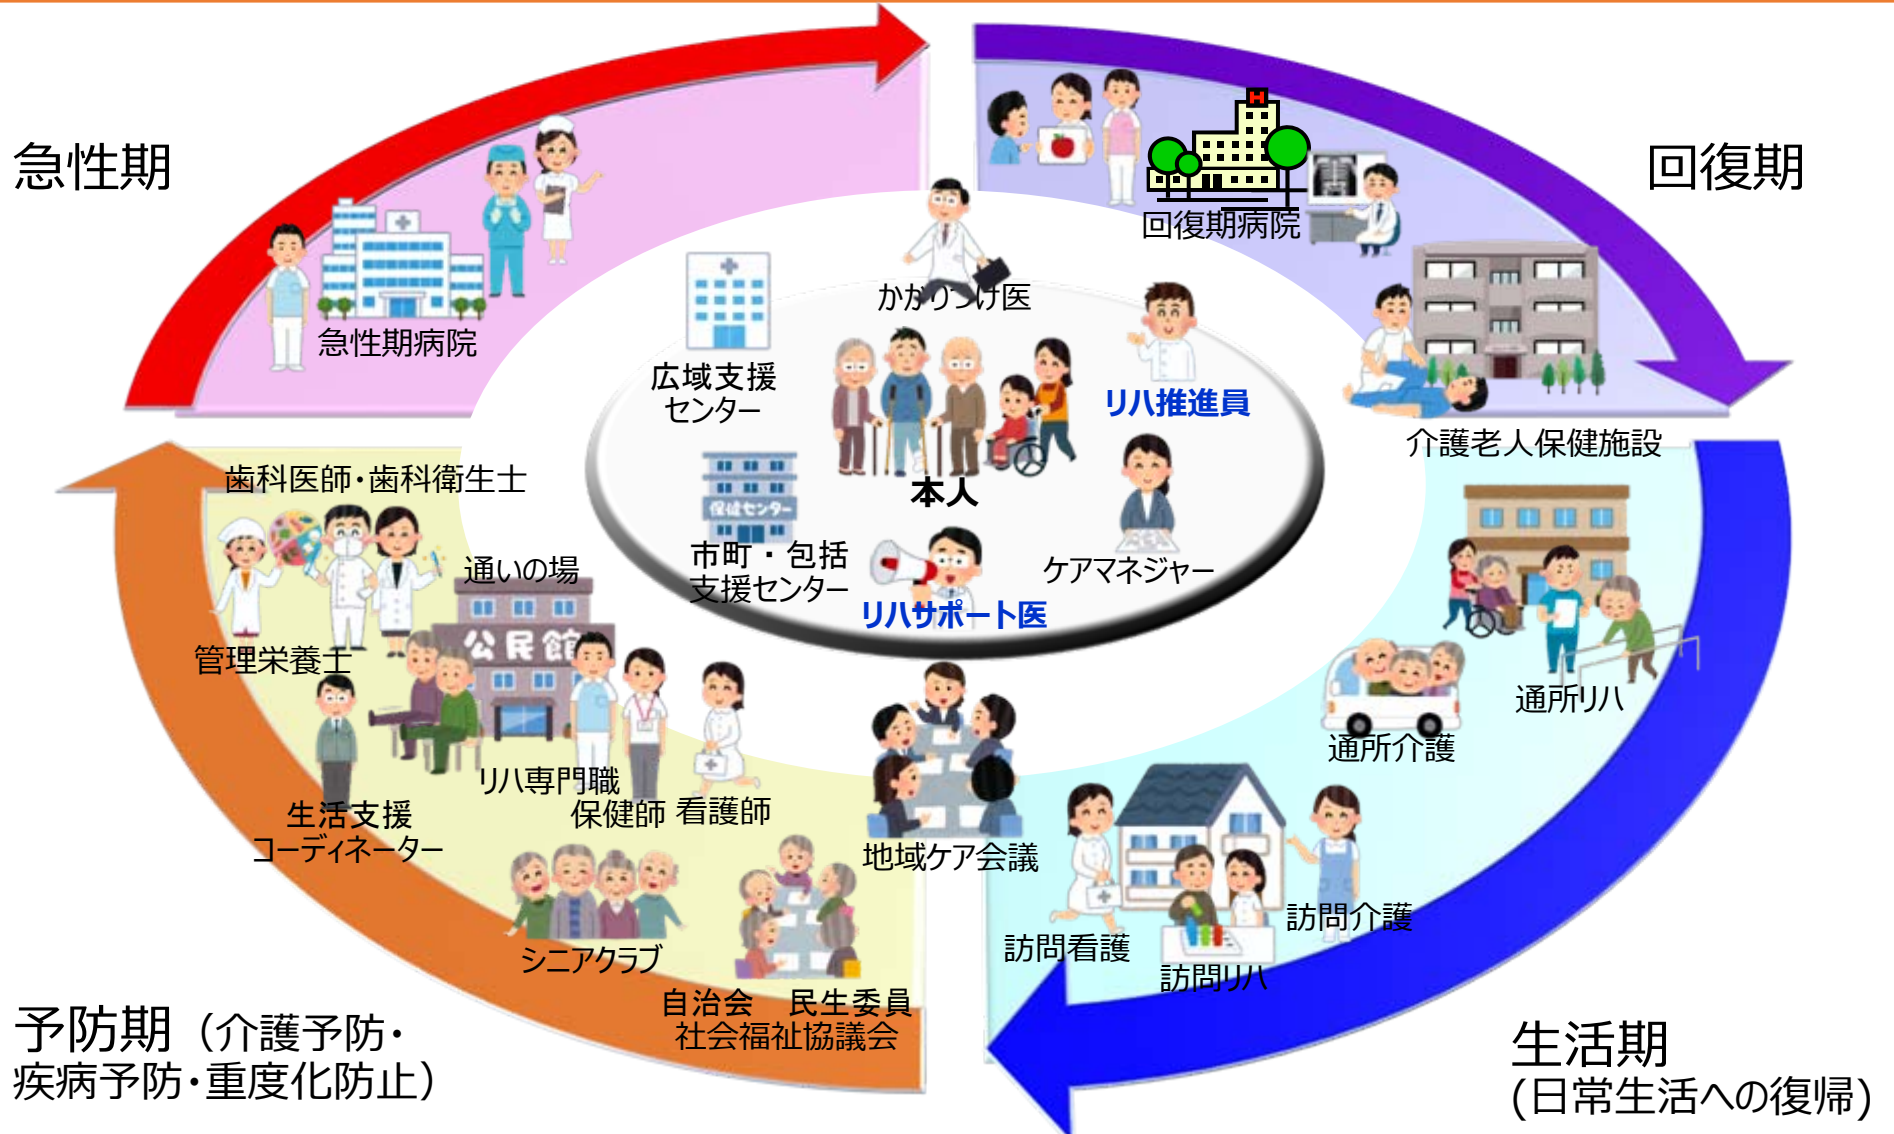 急性期
回復期
回復期病院
急性期病院
かかりつけ医
広域支援
センター
リハ推進員
介護老人保健施設
本人
保健センター
市町・包括
支援センター
ケアマネジャー
リハサポート医
歯科医師・歯科衛生士
通いの場
公民館
管理栄養士
リハ専門職
保健師
看護師
生活支援
コーディネーター
シニアクラブ
自治会 民生委員
社会福祉協議会
地域ケア会議
通所リハ
通所介護
訪問介護
訪問看護
訪問リハ
予防期(介護予防・
疾病予防・重度化防止)
生活期
(日常生活への復帰)
H